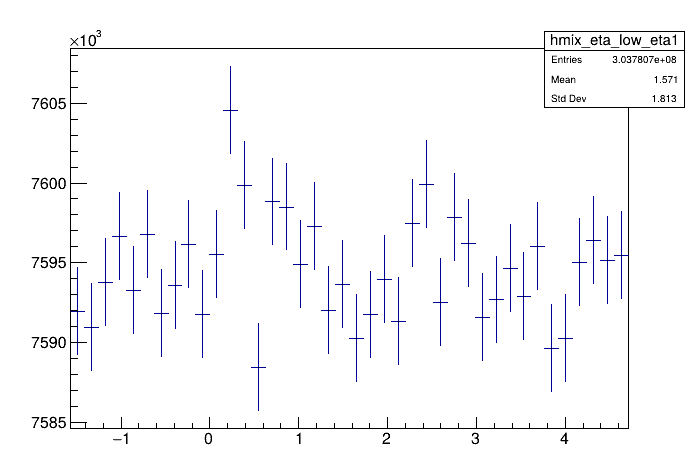 ×10³
hmix_eta_low_eta1
Entries 3.037807e+08
Mean 1.571
Std Dev 1.813
7605
7600
7595
7590
7585
−1 0 1 2 3 4